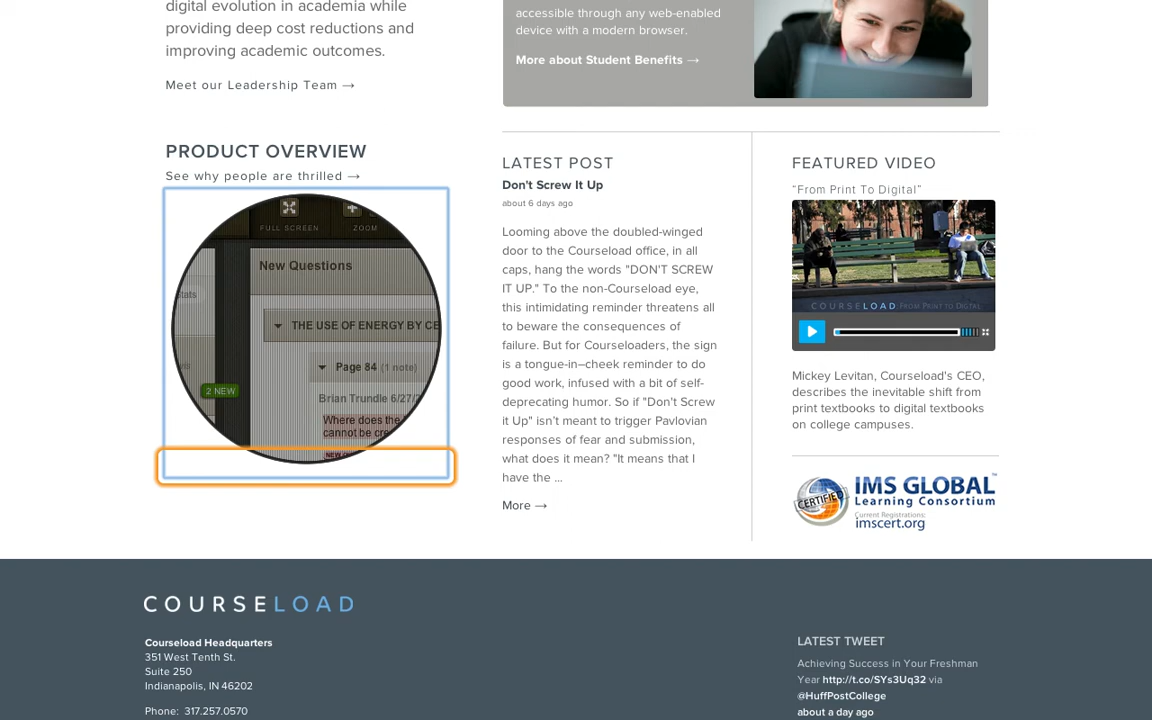 digital evolution in academia while
providing deep cost reductions and
improving academic outcomes.
Meet our Leadership Team →
accessible through any web-enabled
device with a modern browser.
More about Student Benefits →
PRODUCT OVERVIEW
See why people are thrilled →
FULL SCREEN
ZOOM
New Questions
THE USE OF ENERGY BY
Page 84 (1 note)
2 NEW
Brian Trundle 6/27/
Where does the
cannot be
NEW
LATEST POST
Don't Screw It Up
about 6 days ago
Looming above the doubled-winged
door to the Courseload office, in all
caps, hang the words "DON'T SCREW
IT UP." To the non-Courseload eye,
this intimidating reminder threatens all
to beware the consequences of
failure. But for Courseloaders, the sign
is a tongue-in–cheek reminder to do
good work, infused with a bit of self-
deprecating humor. So if "Don't Screw
it Up" isn't meant to trigger Pavlovian
responses of fear and submission,
what does it mean? "It means that I
have the ...
More →
FEATURED VIDEO
“From Print To Digital”
COURSELOAD: FROM PRINT TO DIGITAL
Mickey Levitan, Courseload's CEO,
describes the inevitable shift from
print textbooks to digital textbooks
on college campuses.
CERTIFIED
IMS GLOBAL™
Learning Consortium
Current Registrations:
imscert.org
COURSELOAD
Courseload Headquarters
351 West Tenth St.
Suite 250
Indianapolis, IN 46202
Phone: 317.257.0570
LATEST TWEET
Achieving Success in Your Freshman
Year http://t.co/SYs3Uq32 via
@HuffPostCollege
about a day ago